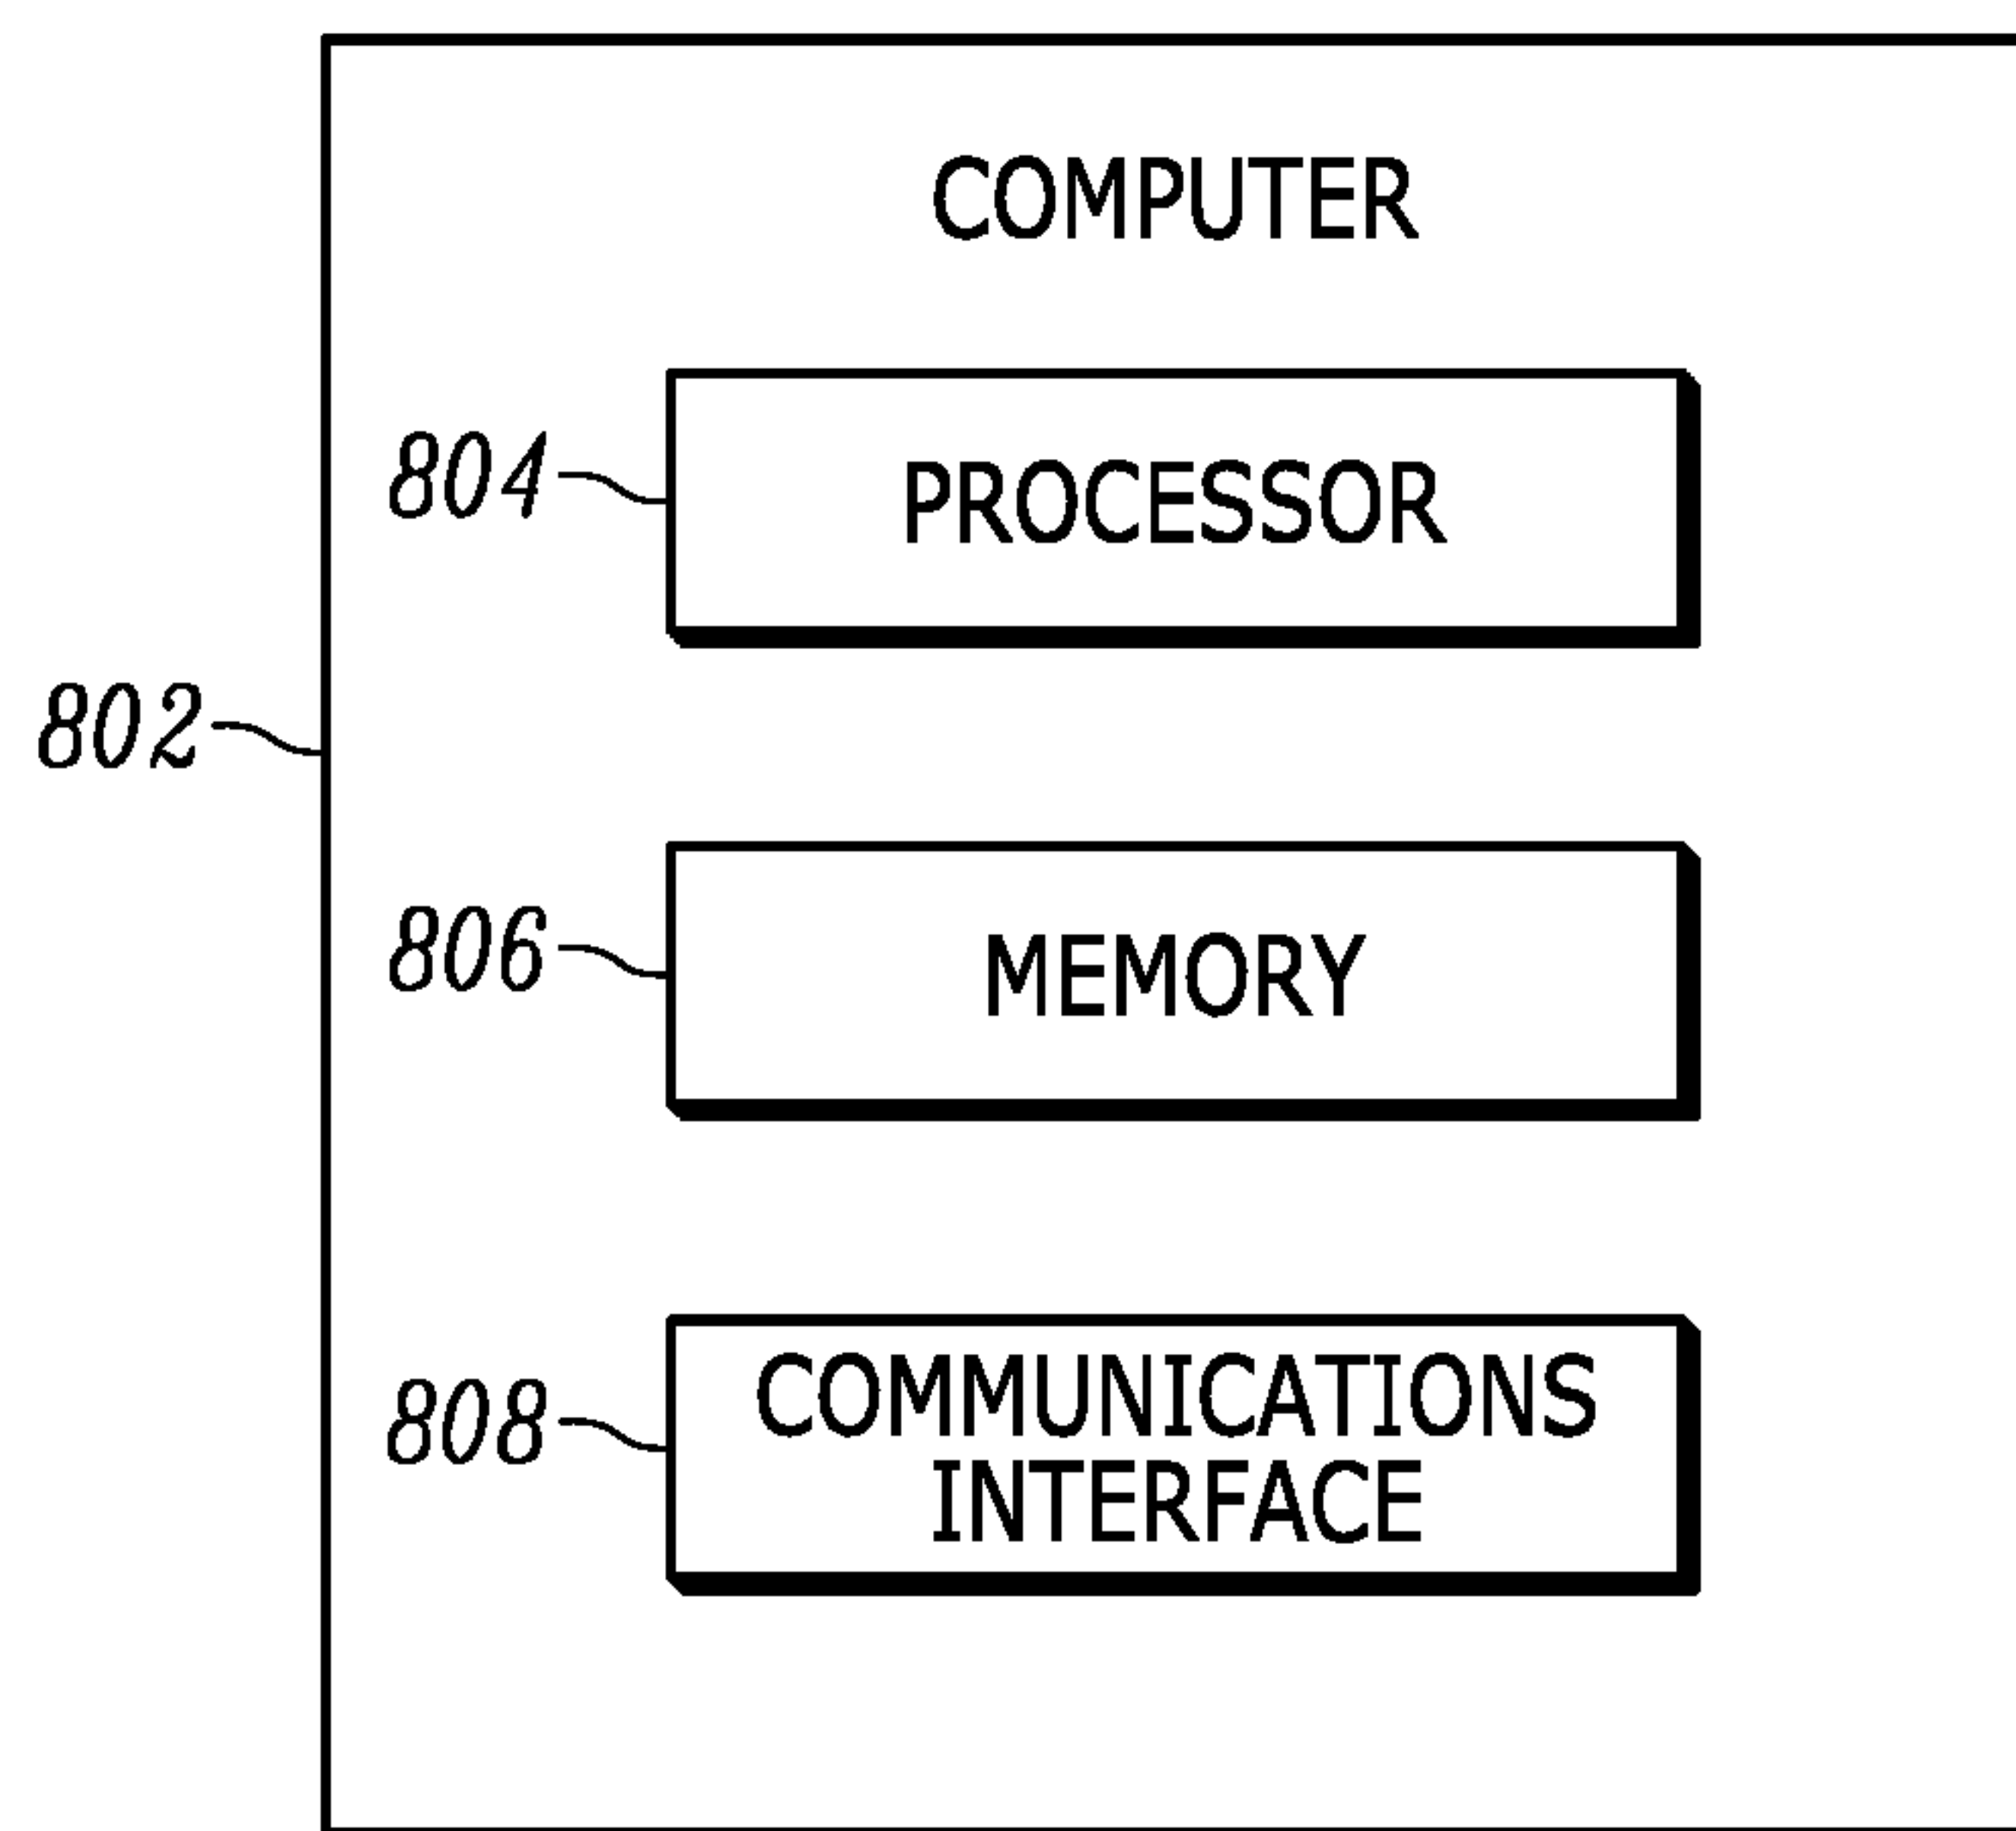 COMPUTER
804
PROCESSOR
802
806
MEMORY
808
COMMUNICATIONS
INTERFACE